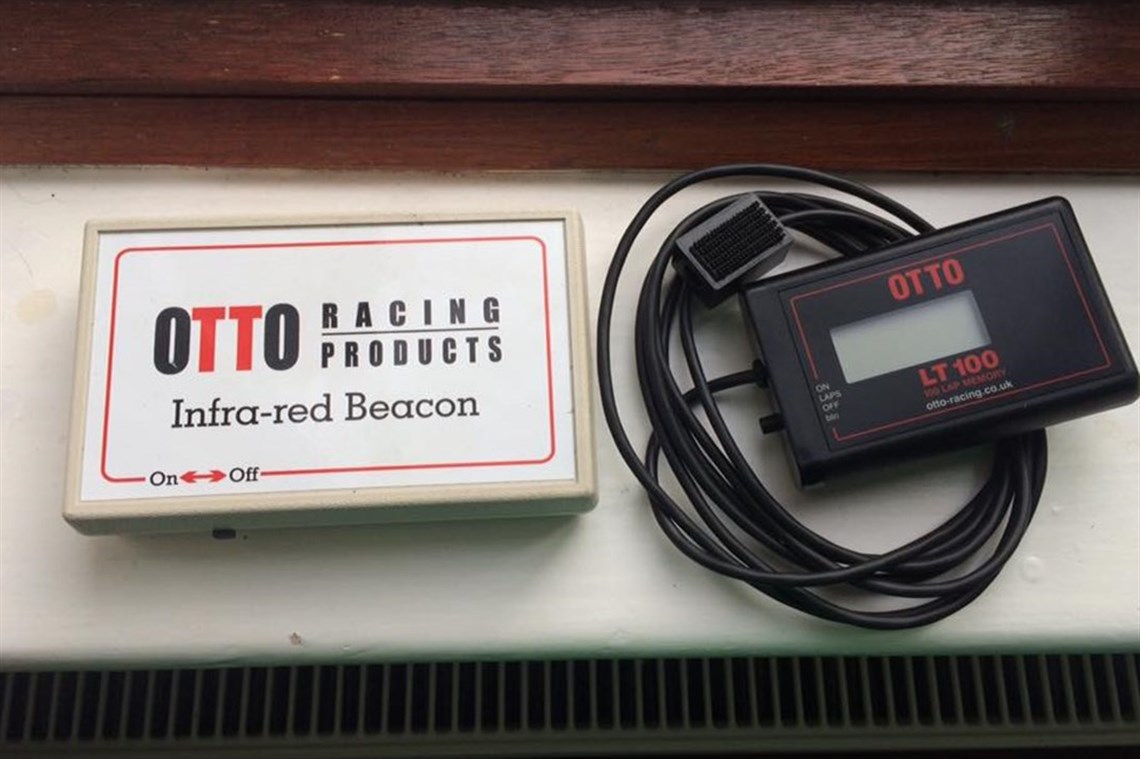 OTTO RACING
PRODUCTS
Infra-red Beacon
On Off
OTTO
LT 100
100 LAP MEMORY
otto-racing.co.uk
ON
LAPS
OFF